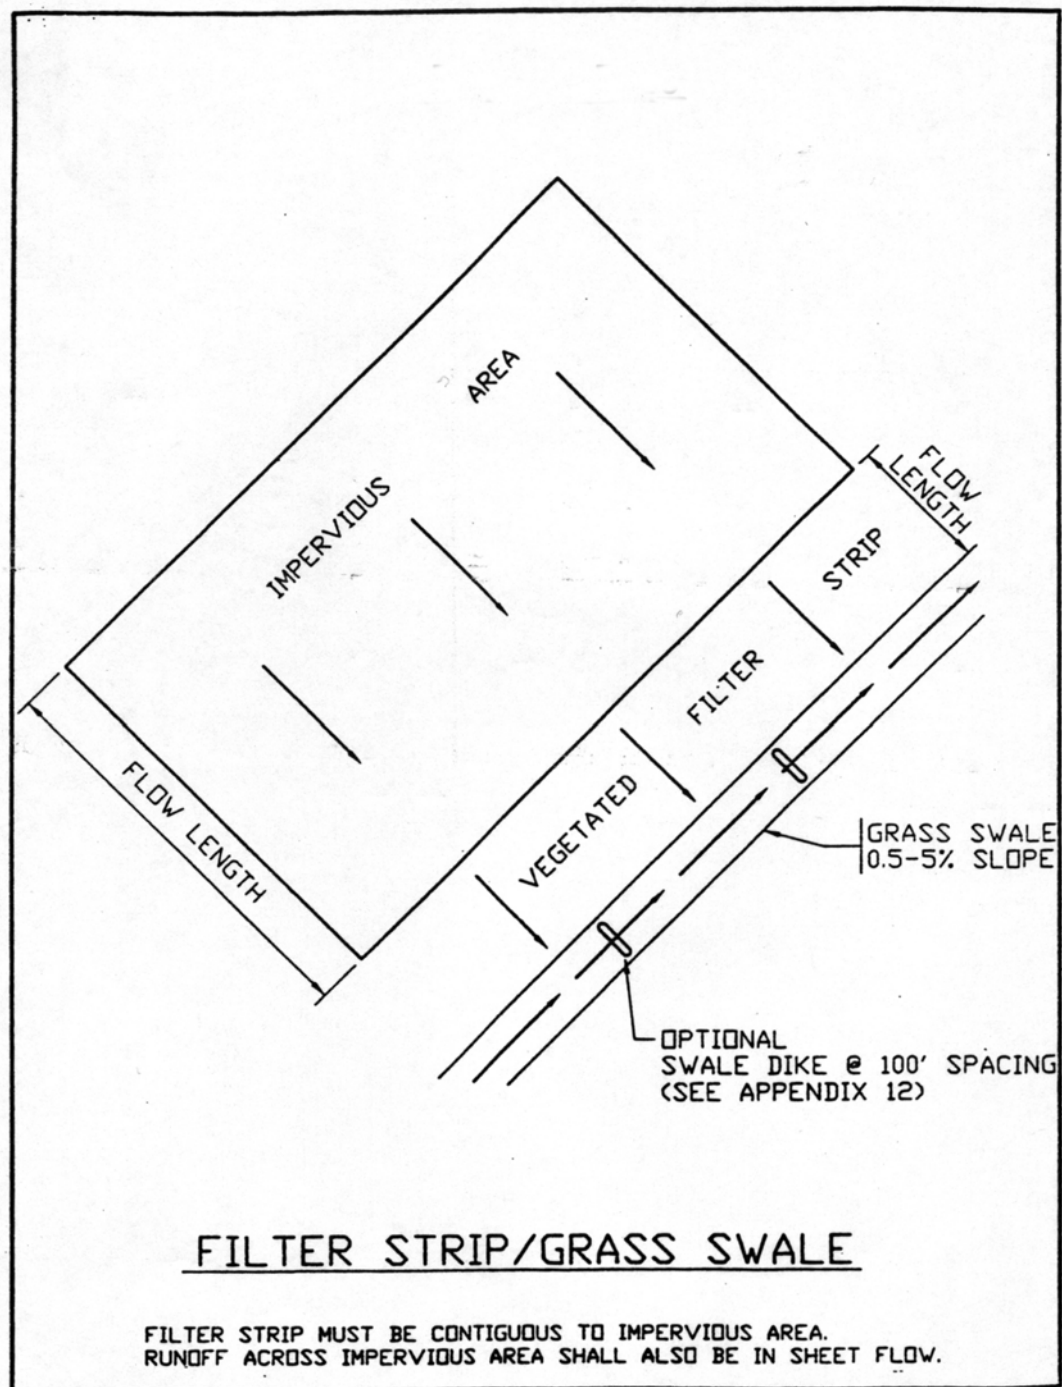 IMPERVIOUS AREA
FLOW LENGTH
FLOW
LENGTH
VEGETATED FILTER STRIP
GRASS SWALE
0.5-5% SLOPE
OPTIONAL
SWALE DIKE @ 100' SPACING
(SEE APPENDIX 12)
FILTER STRIP/GRASS SWALE
FILTER STRIP MUST BE CONTIGUOUS TO IMPERVIOUS AREA.
RUNOFF ACROSS IMPERVIOUS AREA SHALL ALSO BE IN SHEET FLOW.